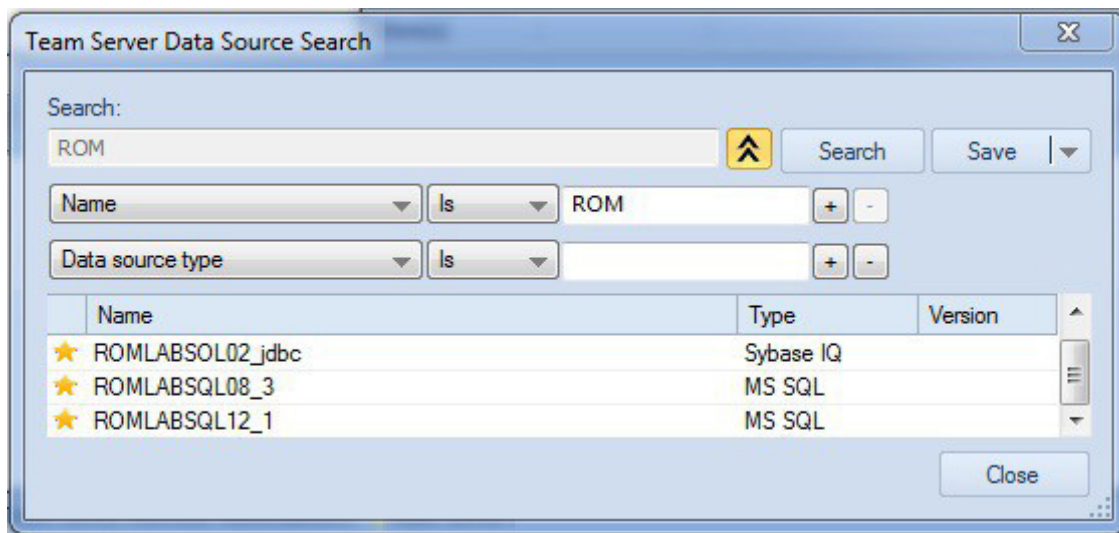 Team Server Data Source Search
Search:
ROM
Search
Save
Name Is ROM + -
Data source type Is + -
Name Type Version
ROMLABSOL02_jdbc Sybase IQ
ROMLABSQL08_3 MS SQL
ROMLABSQL12_1 MS SQL
Close